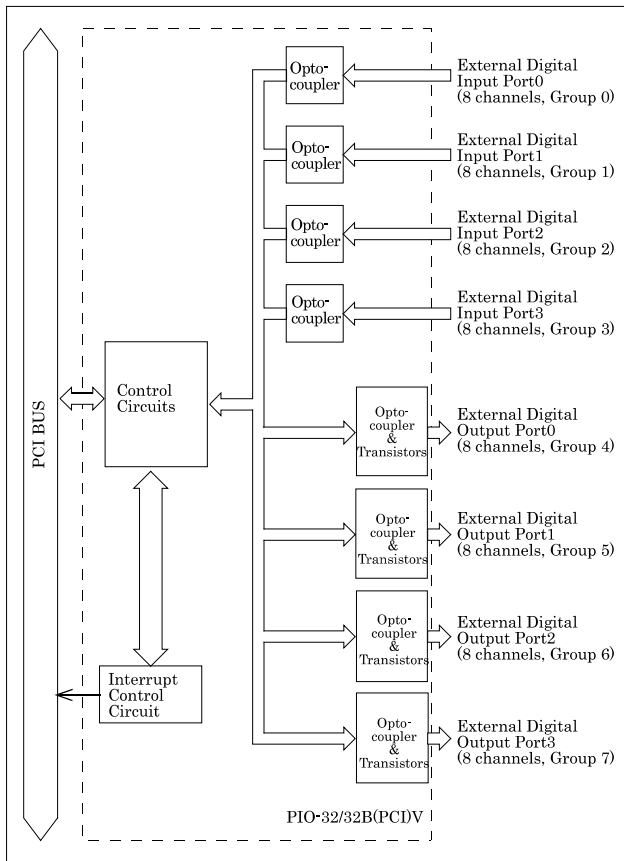 Opto-
coupler
External Digital
Input Port0
(8 channels, Group 0)
Opto-
coupler
External Digital
Input Port1
(8 channels, Group 1)
Opto-
coupler
External Digital
Input Port2
(8 channels, Group 2)
Opto-
coupler
External Digital
Input Port3
(8 channels, Group 3)
PCI BUS
Control
Circuits
Opto-
coupler
&
Transistors
External Digital
Output Port0
(8 channels, Group 4)
Opto-
coupler
&
Transistors
External Digital
Output Port1
(8 channels, Group 5)
Opto-
coupler
&
Transistors
External Digital
Output Port2
(8 channels, Group 6)
Interrupt
Control
Circuit
Opto-
coupler
&
Transistors
External Digital
Output Port3
(8 channels, Group 7)
PIO-32/32B(PCI)V